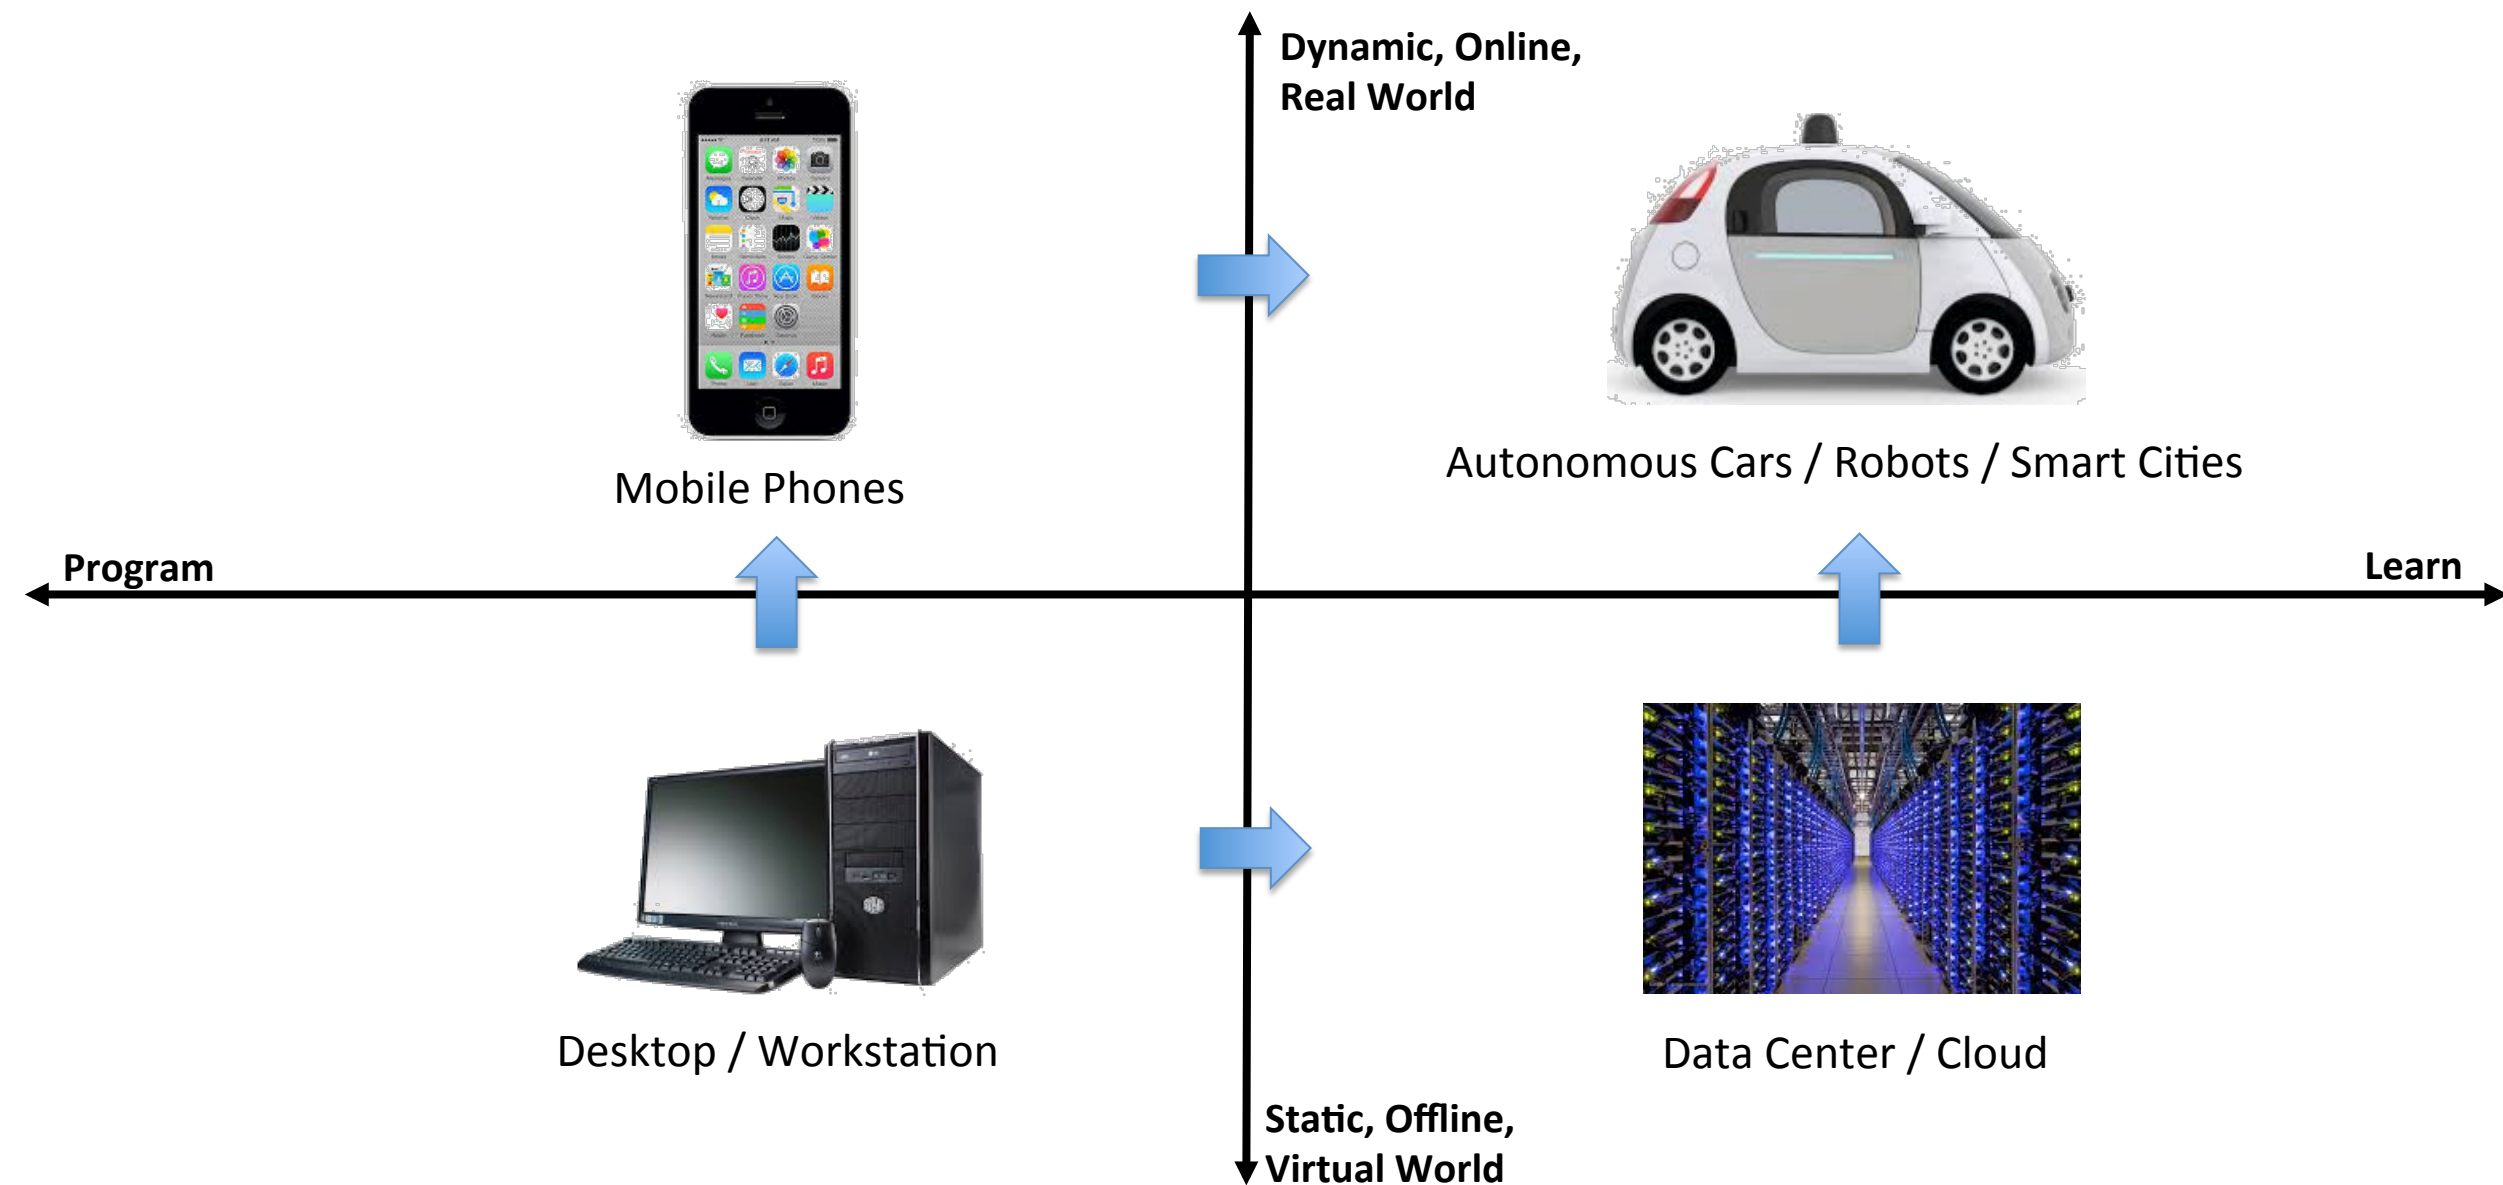 Dynamic, Online,
Real World
Mobile Phones
Autonomous Cars / Robots / Smart Cities
Program
Learn
Desktop / Workstation
Data Center / Cloud
Static, Offline,
Virtual World